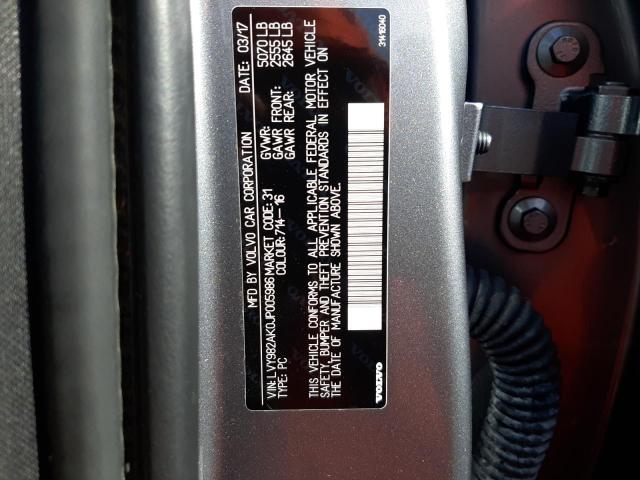 MFD BY VOLVO CAR CORPORATION DATE: 03/17
VIN:LVY982AK0JP005986 MARKET CODE:31 GVWR: 5070 LB
TYPE: PC COLOUR:714-16 GAWR FRONT: 2555 LB
GAWR REAR: 2645 LB
THIS VEHICLE CONFORMS TO ALL APPLICABLE FEDERAL MOTOR VEHICLE
SAFETY, BUMPER AND THEFT PREVENTION STANDARDS IN EFFECT ON
THE DATE OF MANUFACTURE SHOWN ABOVE.
VOLVO 31418040